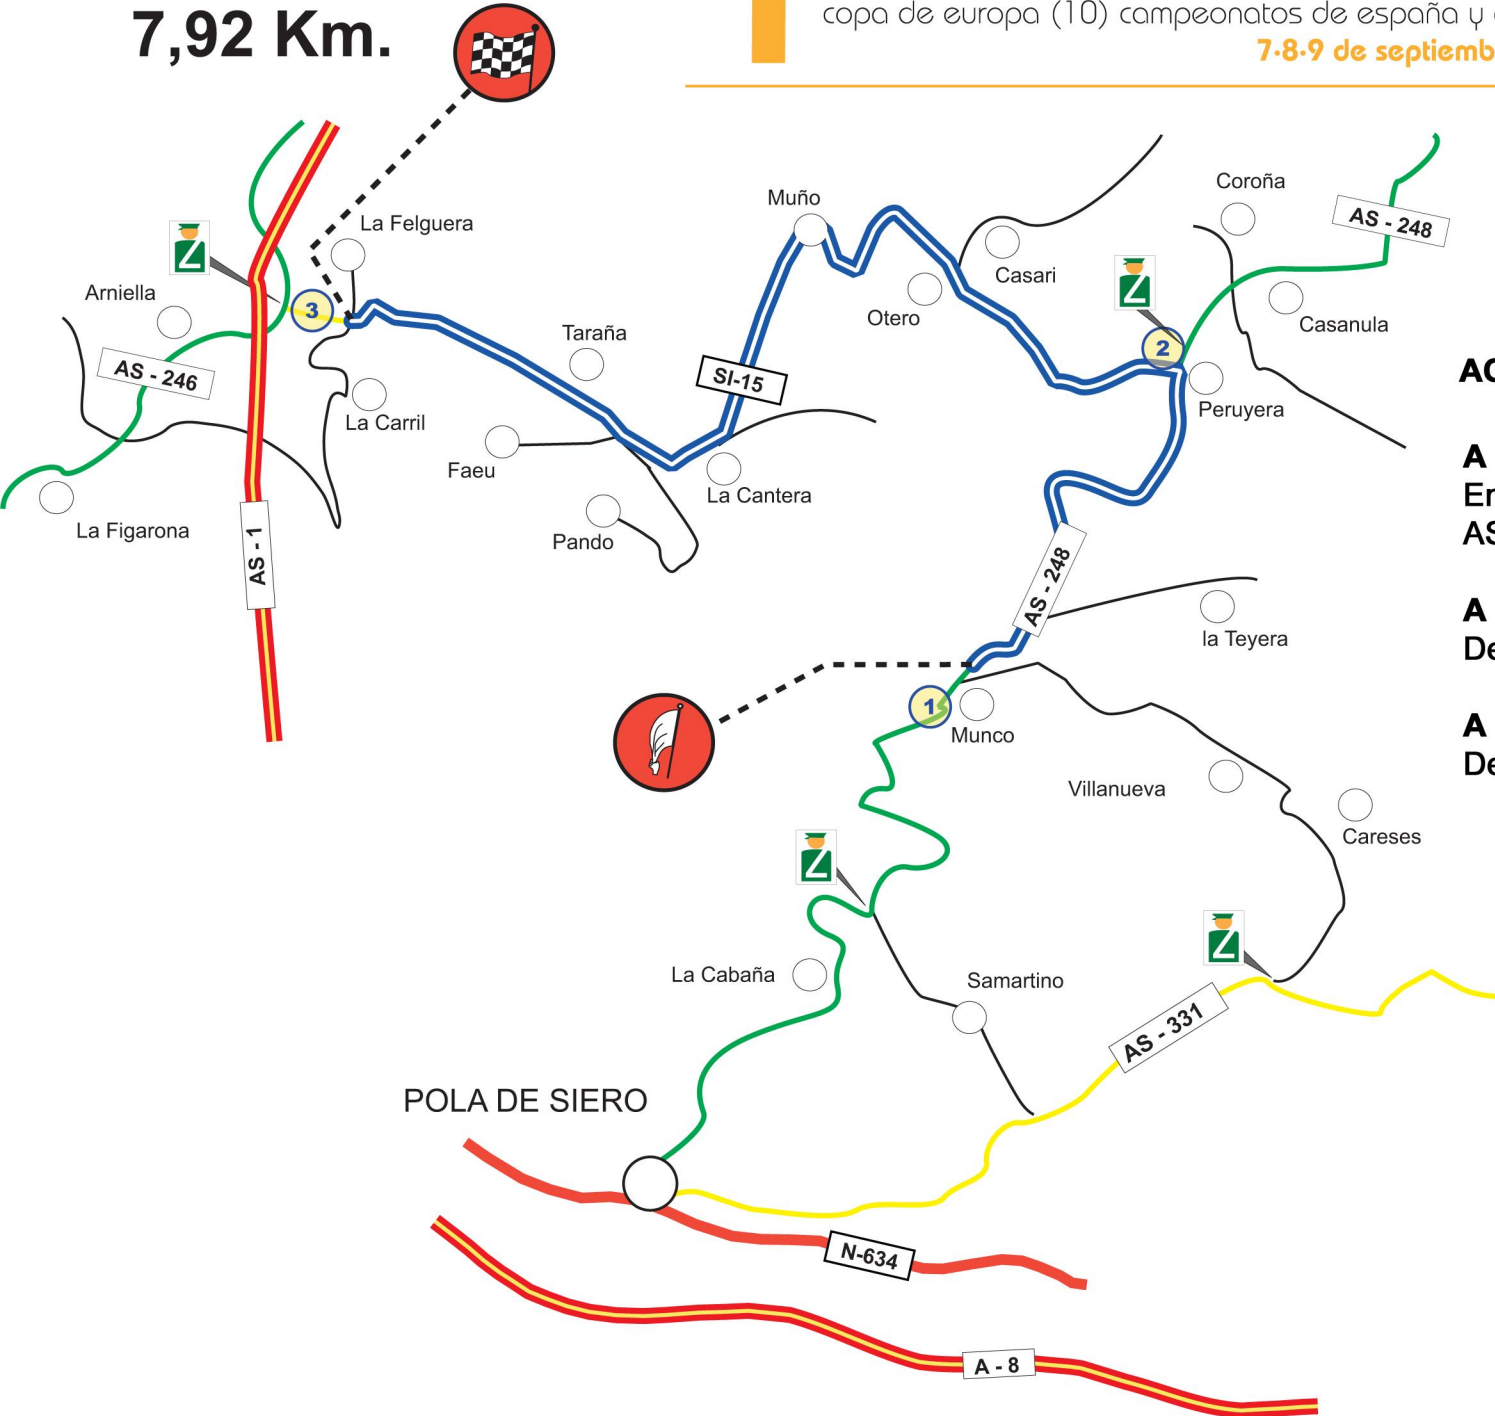 7,92 Km.
copa de europa (10) campeonatos de españa y
7·8·9 de septiemb
La Felguera
Arniella
3
AS - 246
La Carril
La Figarona
AS - 1
Taraña
Faeu
Pando
La Cantera
SI-15
Muño
Otero
Casari
Coroña
AS - 248
Casanula
2
Peruyera
AS - 248
la Teyera
1
Munco
Villanueva
Careses
La Cabaña
Samartino
AS - 331
POLA DE SIERO
N-634
A - 8
A
A
A